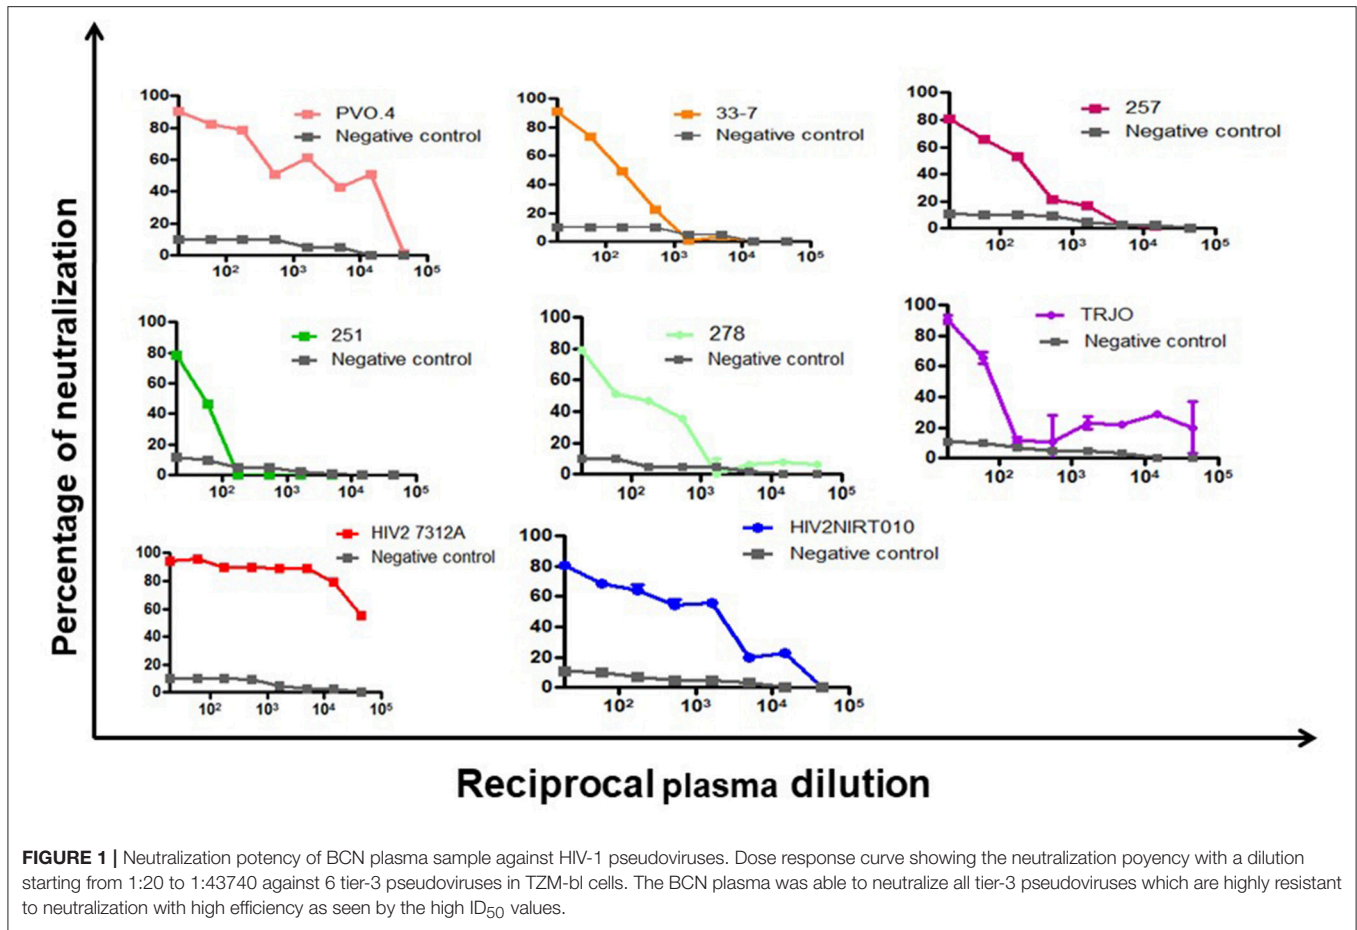 Percentage of neutralization
PVO.4
Negative control
100
80
60
40
20
0
10² 10³ 10⁴ 10⁵
33-7
Negative control
100
80
60
40
20
0
10² 10³ 10⁴ 10⁵
257
Negative control
100
80
60
40
20
0
10² 10³ 10⁴ 10⁵
251
Negative control
100
80
60
40
20
0
10² 10³ 10⁴ 10⁵
278
Negative control
100
80
60
40
20
0
10² 10³ 10⁴ 10⁵
TRJO
Negative control
100
80
60
40
20
0
10² 10³ 10⁴ 10⁵
HIV2 7312A
Negative control
100
80
60
40
20
0
10² 10³ 10⁴ 10⁵
HIV2NIRT010
Negative control
100
80
60
40
20
0
10² 10³ 10⁴ 10⁵
Reciprocal plasma dilution
FIGURE 1 | Neutralization potency of BCN plasma sample against HIV-1 pseudoviruses. Dose response curve showing the neutralization poyency with a dilution
starting from 1:20 to 1:43740 against 6 tier-3 pseudoviruses in TZM-bl cells. The BCN plasma was able to neutralize all tier-3 pseudoviruses which are highly resistant
to neutralization with high efficiency as seen by the high ID50 values.